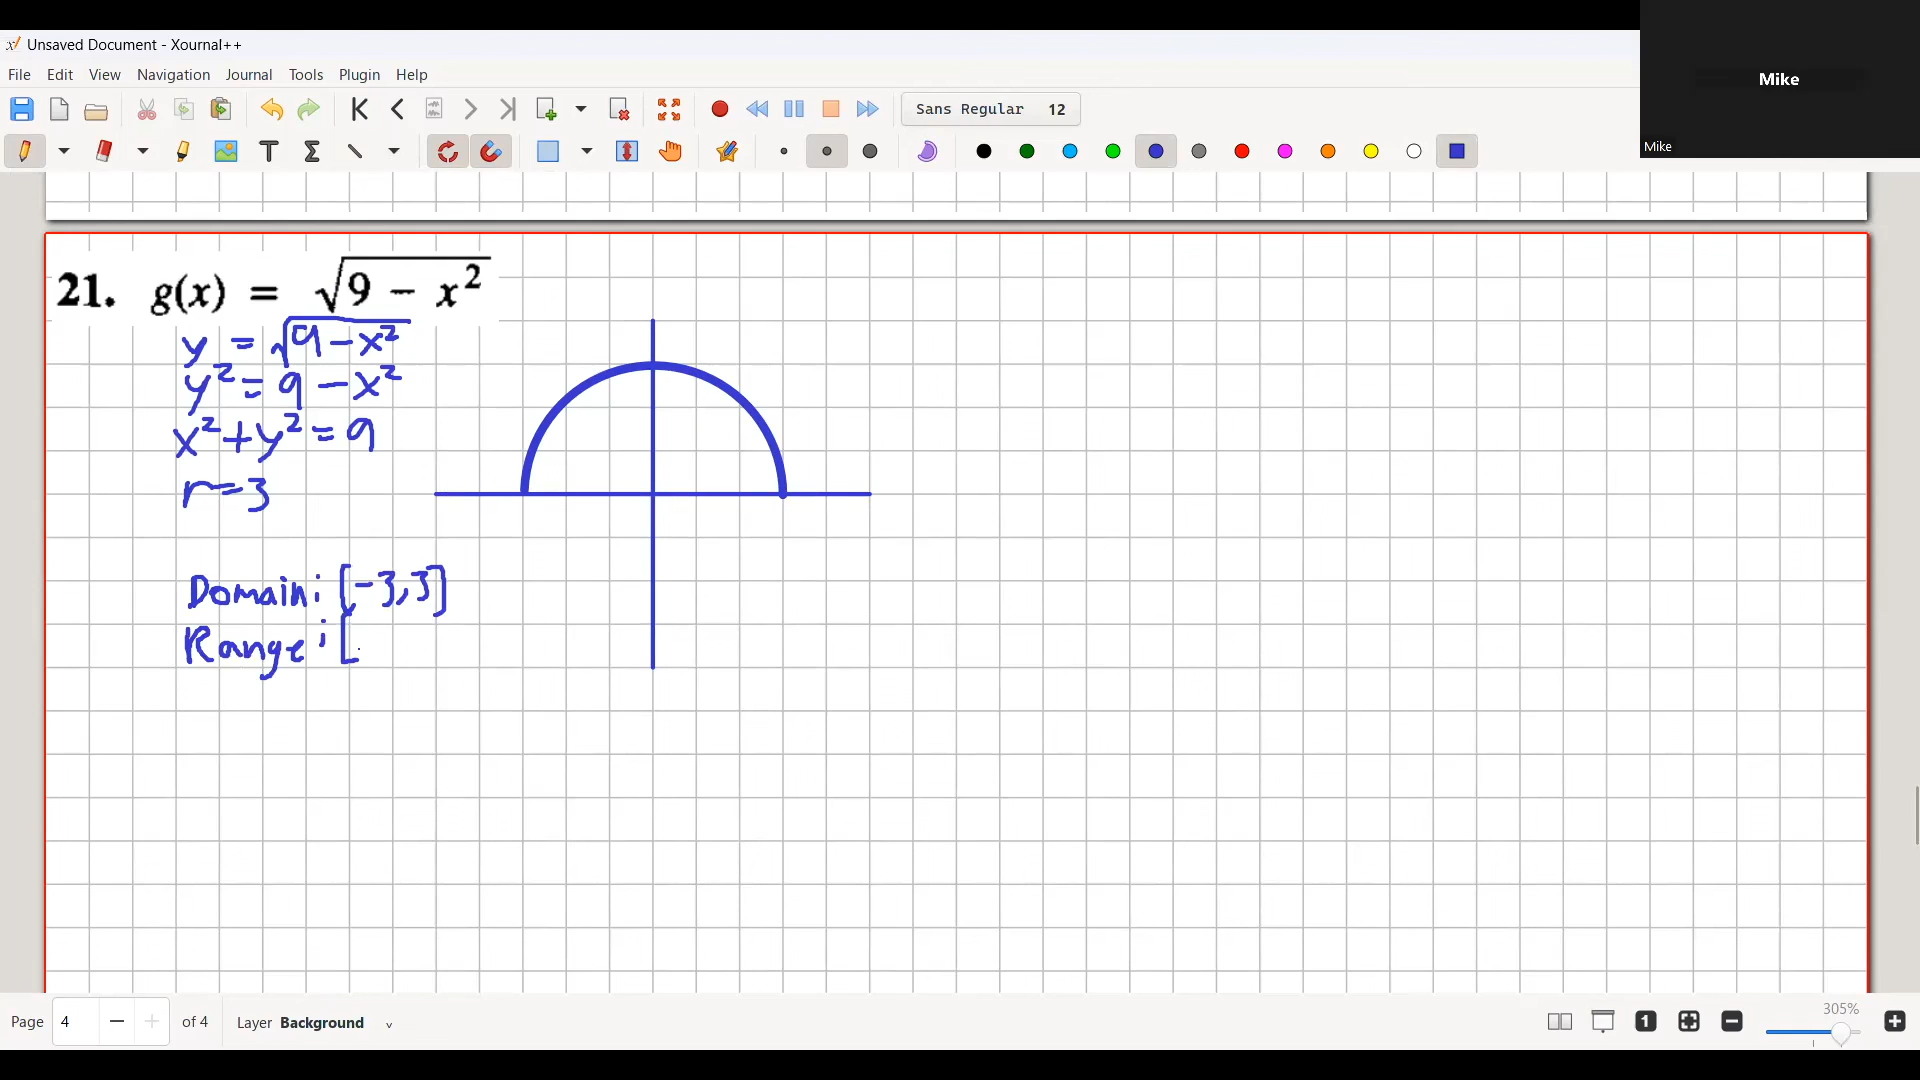 Unsaved Document - Xournal++
Mike
File Edit View Navigation Journal Tools Plugin Help
Sans Regular 12
Mike
21. g(x) = √9 − x²
y = √9 − x²
y² = 9 − x²
x² + y² = 9
r = 3
Domain: [-3,3]
Range: [
305%
Page 4 of 4 Layer Background